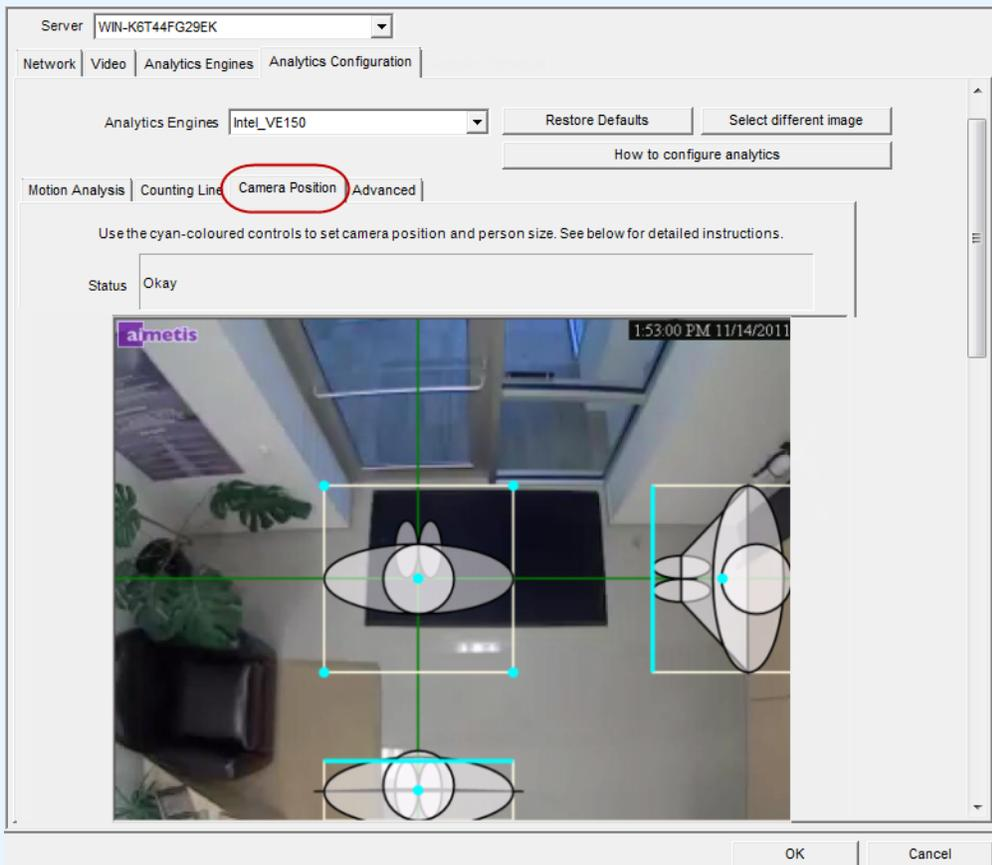 Server WIN-K6T44FG29EK
Network Video Analytics Engines Analytics Configuration
Analytics Engines Intel_VE150 Restore Defaults Select different image
How to configure analytics
Motion Analysis Counting Line Camera Position Advanced
Use the cyan-coloured controls to set camera position and person size. See below for detailed instructions.
Status Okay
aimetis 1:53:00 PM 11/14/2011
OK Cancel